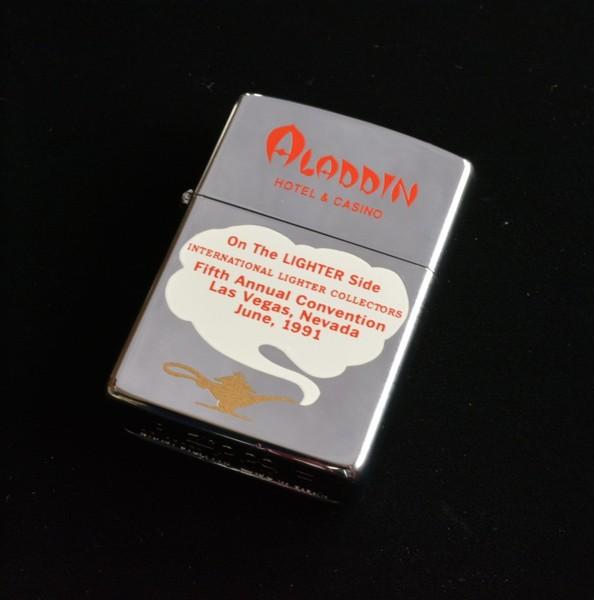 ALADDIN
HOTEL & CASINO
On The LIGHTER Side
INTERNATIONAL LIGHTER COLLECTORS
Fifth Annual Convention
Las Vegas, Nevada
June, 1991